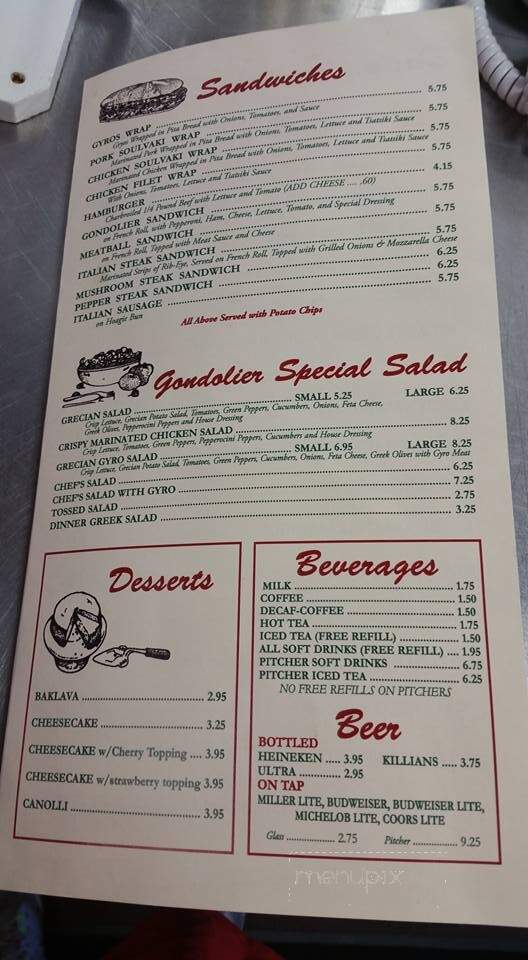 Sandwiches
GYROS WRAP 5.75
Gryos Wrapped in Pita Bread with Onions, Tomatoes, and Sauce
PORK SOULVAKI WRAP 5.75
Marinated Pork Wrapped in Pita Bread with Onions, Tomatoes, Lettuce and Tiatsiki Sauce
CHICKEN SOULVAKI WRAP 5.75
Marinated Chicken Wrapped in Pita Bread with Onions, Tomatoes, Lettuce and Tiatsiki Sauce
CHICKEN FILET WRAP 5.75
With Onions, Tomatoes, Lettuce and Tiatsiki Sauce
HAMBURGER 4.15
Charbroiled 1/4 Pound Beef with Lettuce and Tomato (ADD CHEESE .... .60)
GONDOLIER SANDWICH 5.75
on French Roll, with Pepperoni, Ham, Cheese, Lettuce, Tomato, and Special Dressing
MEATBALL SANDWICH 5.75
on French Roll, Topped with Meat Sauce and Cheese
ITALIAN STEAK SANDWICH 5.75
Marinated Strips of Rib-Eye, Served on French Roll, Topped with Grilled Onions & Mozzarella Cheese
MUSHROOM STEAK SANDWICH 6.25
PEPPER STEAK SANDWICH 6.25
ITALIAN SAUSAGE 5.75
on Hoagie Bun
All Above Served with Potato Chips
Gondolier Special Salad
GRECIAN SALAD SMALL 5.25 LARGE 6.25
Crisp Lettuce, Grecian Potato Salad, Tomatoes, Green Peppers, Cucumbers, Onions, Feta Cheese,
Greek Olives, Pepperocini Peppers and House Dressing
CRISPY MARINATED CHICKEN SALAD 8.25
Crisp Lettuce, Tomatoes, Green Peppers, Pepperocini Peppers, Cucumbers and House Dressing
GRECIAN GYRO SALAD SMALL 6.95 LARGE 8.25
Crisp Lettuce, Grecian Potato Salad, Tomatoes, Green Peppers, Cucumbers, Onions, Feta Cheese, Greek Olives with Gyro Meat
CHEF'S SALAD 6.25
CHEF'S SALAD WITH GYRO 7.25
TOSSED SALAD 2.75
DINNER GREEK SALAD 3.25
Desserts
BAKLAVA 2.95
CHEESECAKE 3.25
CHEESECAKE w/Cherry Topping .... 3.95
CHEESECAKE w/strawberry topping 3.95
CANOLLI 3.95
Beverages
MILK 1.75
COFFEE 1.50
DECAF-COFFEE 1.50
HOT TEA 1.75
ICED TEA (FREE REFILL) 1.50
ALL SOFT DRINKS (FREE REFILL) .... 1.95
PITCHER SOFT DRINKS 6.75
PITCHER ICED TEA 6.25
NO FREE REFILLS ON PITCHERS
Beer
BOTTLED
HEINEKEN ..... 3.95 KILLIANS ..... 3.75
ULTRA 2.95
ON TAP
MILLER LITE, BUDWEISER, BUDWEISER LITE,
MICHELOB LITE, COORS LITE
Glass 2.75 Pitcher 9.25
menupix